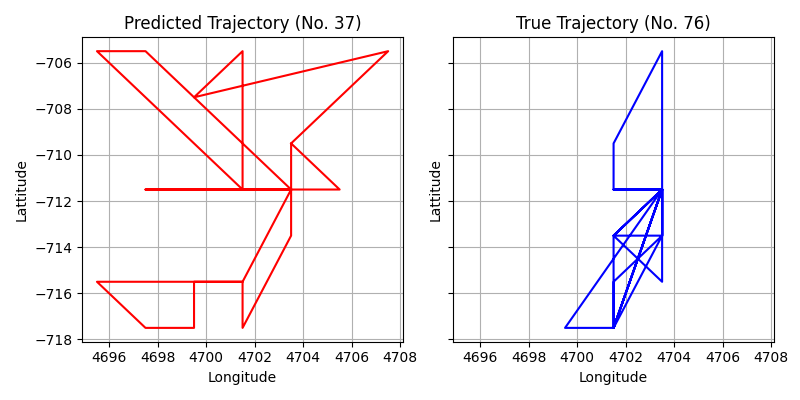 Predicted Trajectory (No. 37)
True Trajectory (No. 76)
Lattitude
−706
−708
−710
−712
−714
−716
−718
4696 4698 4700 4702 4704 4706 4708
Longitude
Lattitude
4696 4698 4700 4702 4704 4706 4708
Longitude